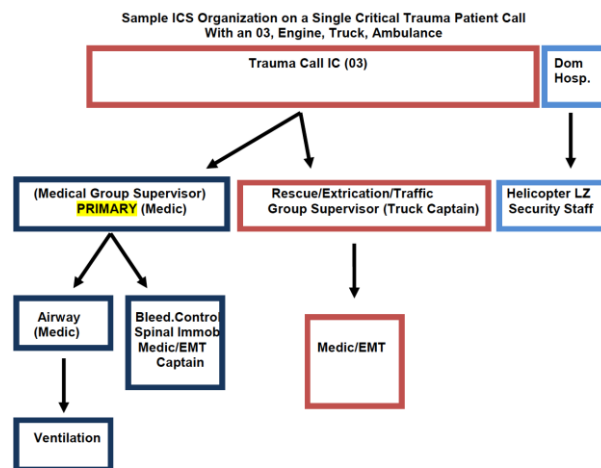 Sample ICS Organization on a Single Critical Trauma Patient Call
With an 03, Engine, Truck, Ambulance
Trauma Call IC (03)
Dom
Hosp.
(Medical Group Supervisor)
PRIMARY (Medic)
Rescue/Extrication/Traffic
Group Supervisor (Truck Captain)
Helicopter LZ
Security Staff
Airway
(Medic)
Bleed.Control
Spinal Immob
Medic/EMT
Captain
Medic/EMT
Ventilation